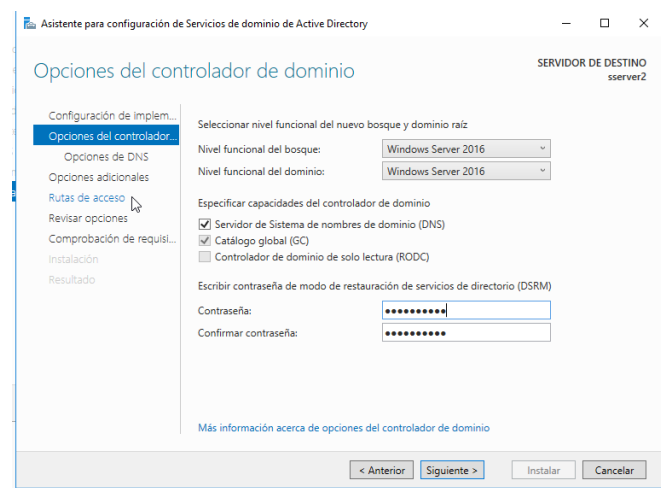 Asistente para configuración de Servicios de dominio de Active Directory
Opciones del controlador de dominio
SERVIDOR DE DESTINO
sserver2
Configuración de implem...
Opciones del controlador...
Opciones de DNS
Opciones adicionales
Rutas de acceso
Revisar opciones
Comprobación de requisi...
Instalación
Resultado
Seleccionar nivel funcional del nuevo bosque y dominio raíz
Nivel funcional del bosque: Windows Server 2016
Nivel funcional del dominio: Windows Server 2016
Especificar capacidades del controlador de dominio
Servidor de Sistema de nombres de dominio (DNS)
Catálogo global (GC)
Controlador de dominio de solo lectura (RODC)
Escribir contraseña de modo de restauración de servicios de directorio (DSRM)
Contraseña: ●●●●●●●●●●
Confirmar contraseña: ●●●●●●●●●●
Más información acerca de opciones del controlador de dominio
< Anterior Siguiente > Instalar Cancelar